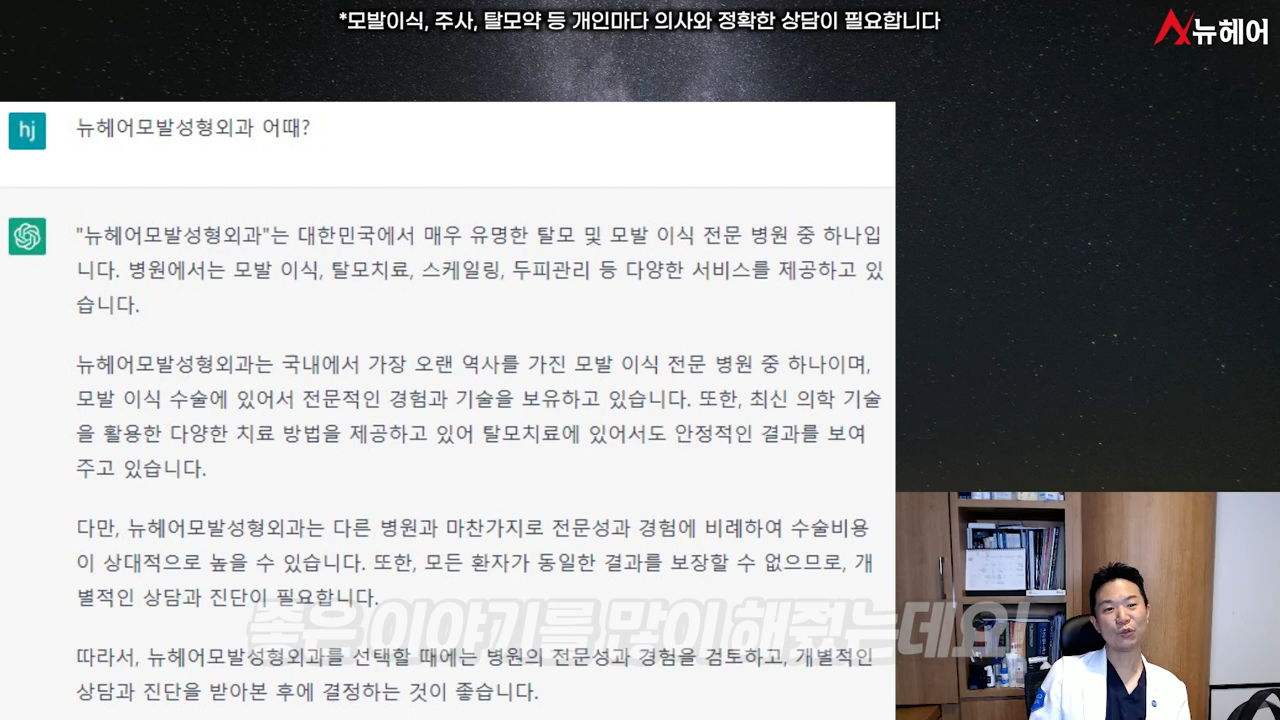 *모발이식, 주사, 탈모약 등 개인마다 의사와 정확한 상담이 필요합니다
뉴헤어
hj
뉴헤어모발성형외과 어때?
"뉴헤어모발성형외과"는 대한민국에서 매우 유명한 탈모 및 모발 이식 전문 병원 중 하나입
니다. 병원에서는 모발 이식, 탈모치료, 스케일링, 두피관리 등 다양한 서비스를 제공하고 있
습니다.
뉴헤어모발성형외과는 국내에서 가장 오랜 역사를 가진 모발 이식 전문 병원 중 하나이며,
모발 이식 수술에 있어서 전문적인 경험과 기술을 보유하고 있습니다. 또한, 최신 의학 기술
을 활용한 다양한 치료 방법을 제공하고 있어 탈모치료에 있어서도 안정적인 결과를 보여
주고 있습니다.
다만, 뉴헤어모발성형외과는 다른 병원과 마찬가지로 전문성과 경험에 비례하여 수술비용
이 상대적으로 높을 수 있습니다. 또한, 모든 환자가 동일한 결과를 보장할 수 없으므로, 개
별적인 상담과 진단이 필요합니다.
좋은 이야기를 많이 해줬는데요!
따라서, 뉴헤어모발성형외과를 선택할 때에는 병원의 전문성과 경험을 검토하고, 개별적인
상담과 진단을 받아본 후에 결정하는 것이 좋습니다.